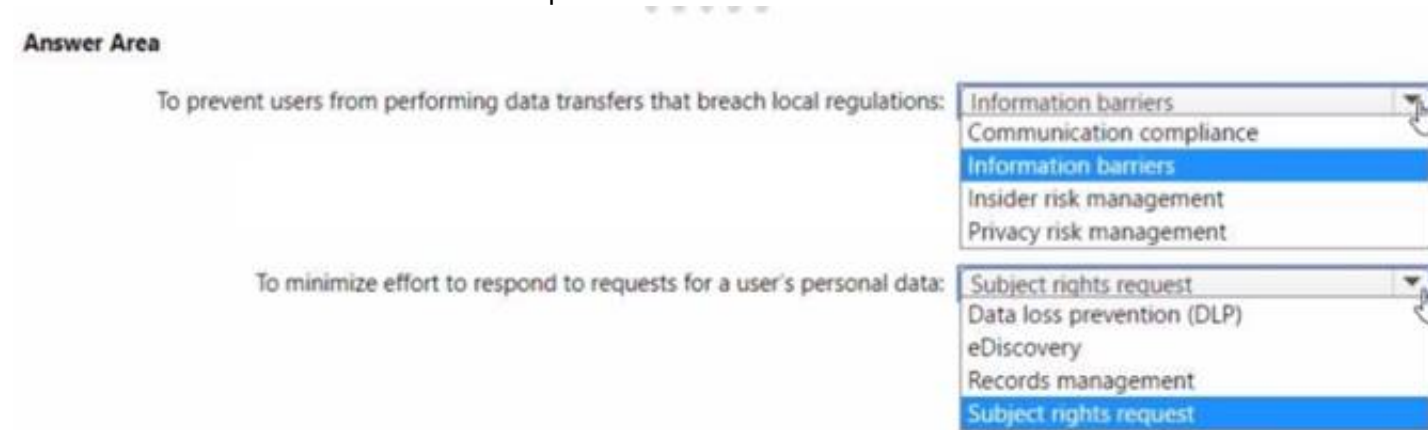 Answer Area
To prevent users from performing data transfers that breach local regulations: Information barriers
Communication compliance
Information barriers
Insider risk management
Privacy risk management
To minimize effort to respond to requests for a user's personal data: Subject rights request
Data loss prevention (DLP)
eDiscovery
Records management
Subject rights request